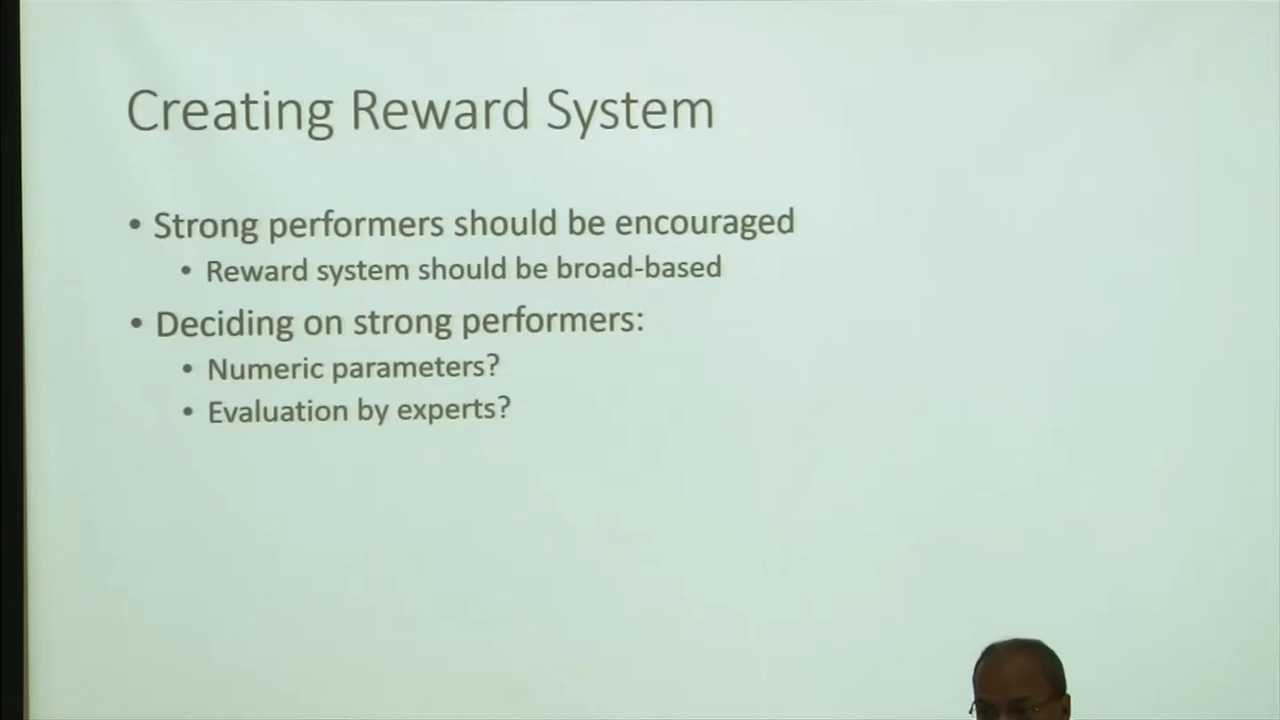 Creating Reward System
• Strong performers should be encouraged
• Reward system should be broad-based
• Deciding on strong performers:
• Numeric parameters?
• Evaluation by experts?